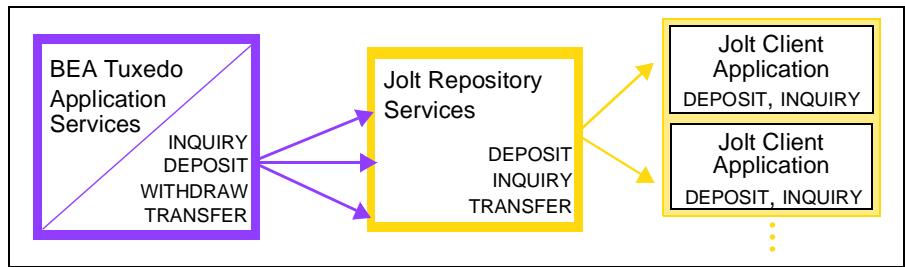 BEA Tuxedo
Application
Services
INQUIRY
DEPOSIT
WITHDRAW
TRANSFER
Jolt Repository
Services
DEPOSIT
INQUIRY
TRANSFER
Jolt Client
Application
DEPOSIT, INQUIRY
Jolt Client
Application
DEPOSIT, INQUIRY